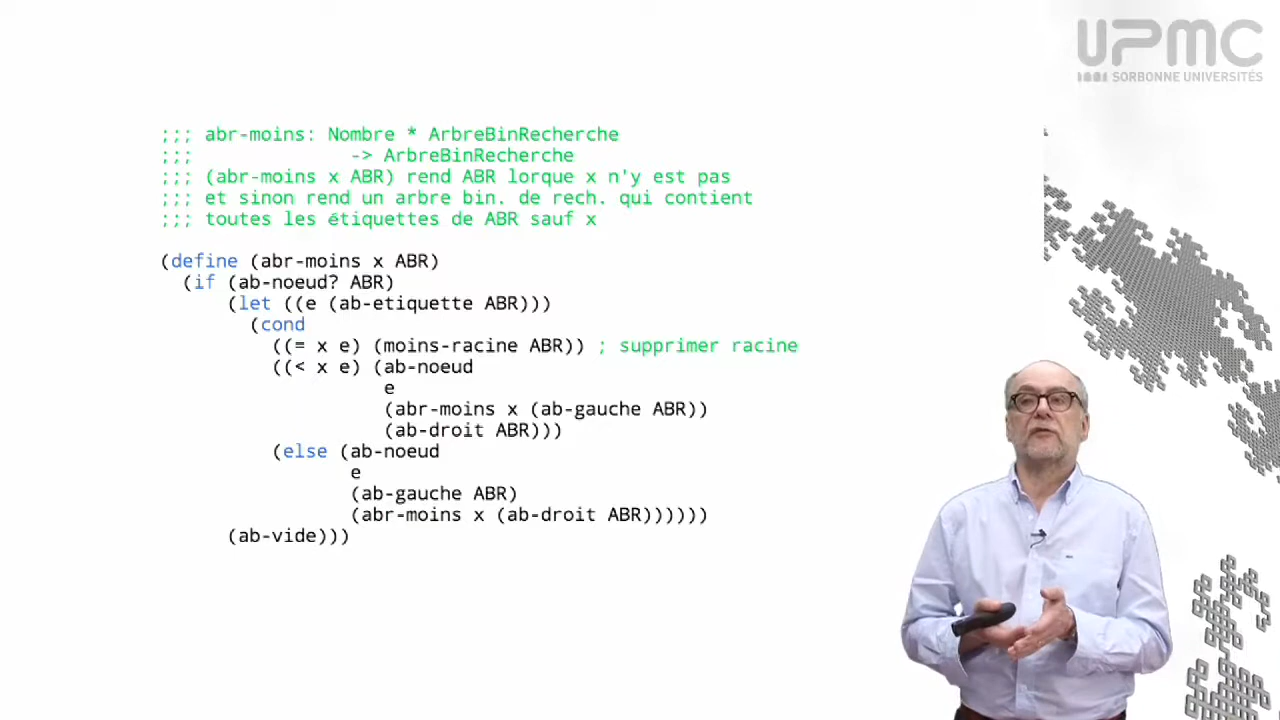 UPMC
SORBONNE UNIVERSITÉS
;;; abr-moins: Nombre * ArbreBinRecherche
;;;              -> ArbreBinRecherche
;;; (abr-moins x ABR) rend ABR lorque x n'y est pas
;;; et sinon rend un arbre bin. de rech. qui contient
;;; toutes les étiquettes de ABR sauf x
(define (abr-moins x ABR)
  (if (ab-noeud? ABR)
      (let ((e (ab-etiquette ABR)))
        (cond
          ((= x e) (moins-racine ABR)) ; supprimer racine
          ((< x e) (ab-noeud
                    e
                    (abr-moins x (ab-gauche ABR))
                    (ab-droit ABR)))
          (else (ab-noeud
                 e
                 (ab-gauche ABR)
                 (abr-moins x (ab-droit ABR))))))
      (ab-vide)))